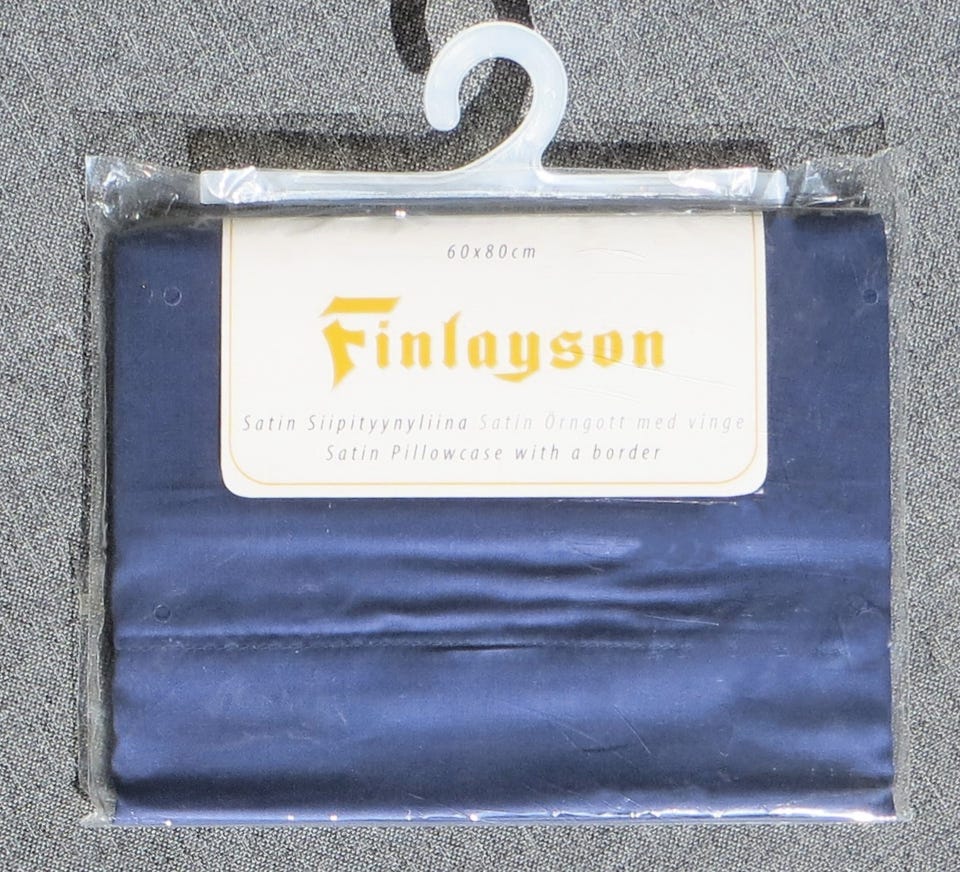 60x80cm
Finlayson
Satin Siipityynyliina Satin Örngott med vinge
Satin Pillowcase with a border